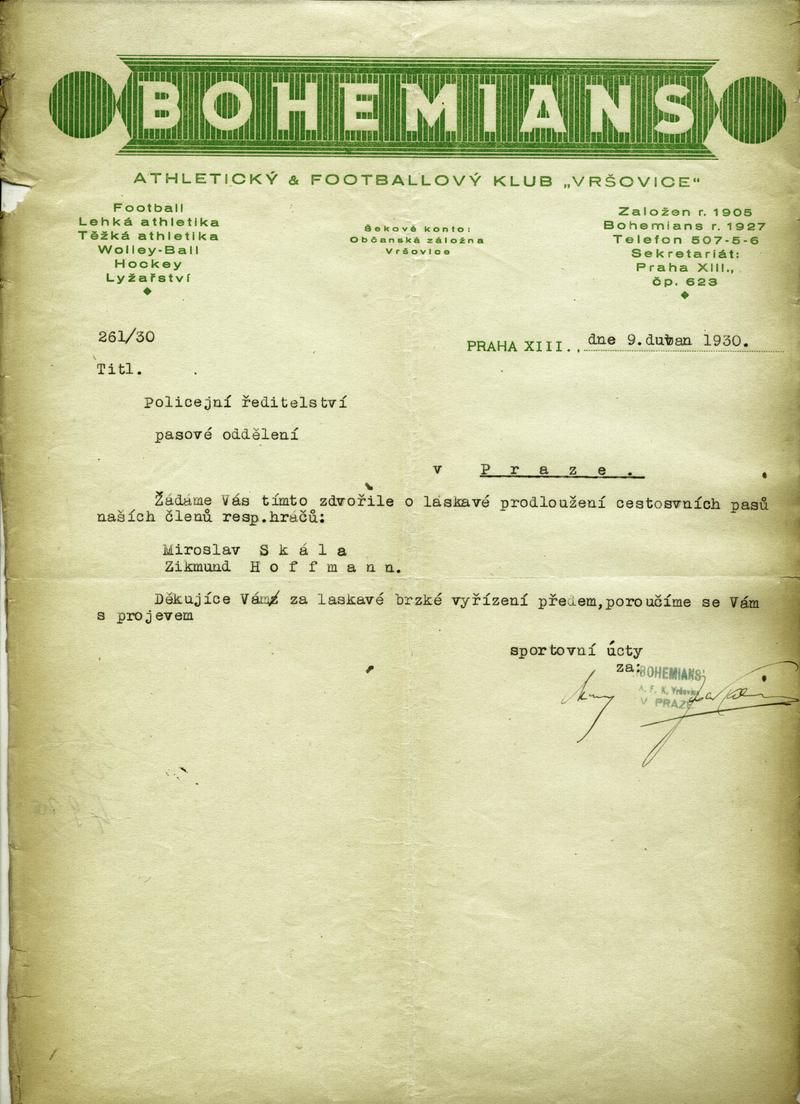 BOHEMIANS
ATHLETICKÝ & FOOTBALLOVÝ KLUB „VRŠOVICE“
Football
Lehká athletika
Těžká athletika
Wolley-Ball
Hockey
Lyžařství
Šekové konto:
Občanská záložna
Vršovice
Založen r. 1905
Bohemians r. 1927
Telefon 507-5-6
Sekretariát:
Praha XIII.,
čp. 623
261/30
PRAHA XIII., dne 9.duban 1930.
Titl.
Policejní ředitelství
pasové oddělení
v P r a z e .
Žádáme Vás tímto zdvořile o laskavé prodloužení cestosvních pasů
naších členů resp.hráčů:
Miroslav S k á l a
Zikmund H o f f m a n n.
Děkujíce Vám za laskavé brzké vyřízení předem,poroučíme se Vám
s projevem
sportovní úcty
za:
BOHEMIANS
A. F. K. Vršovice
V PRAZE